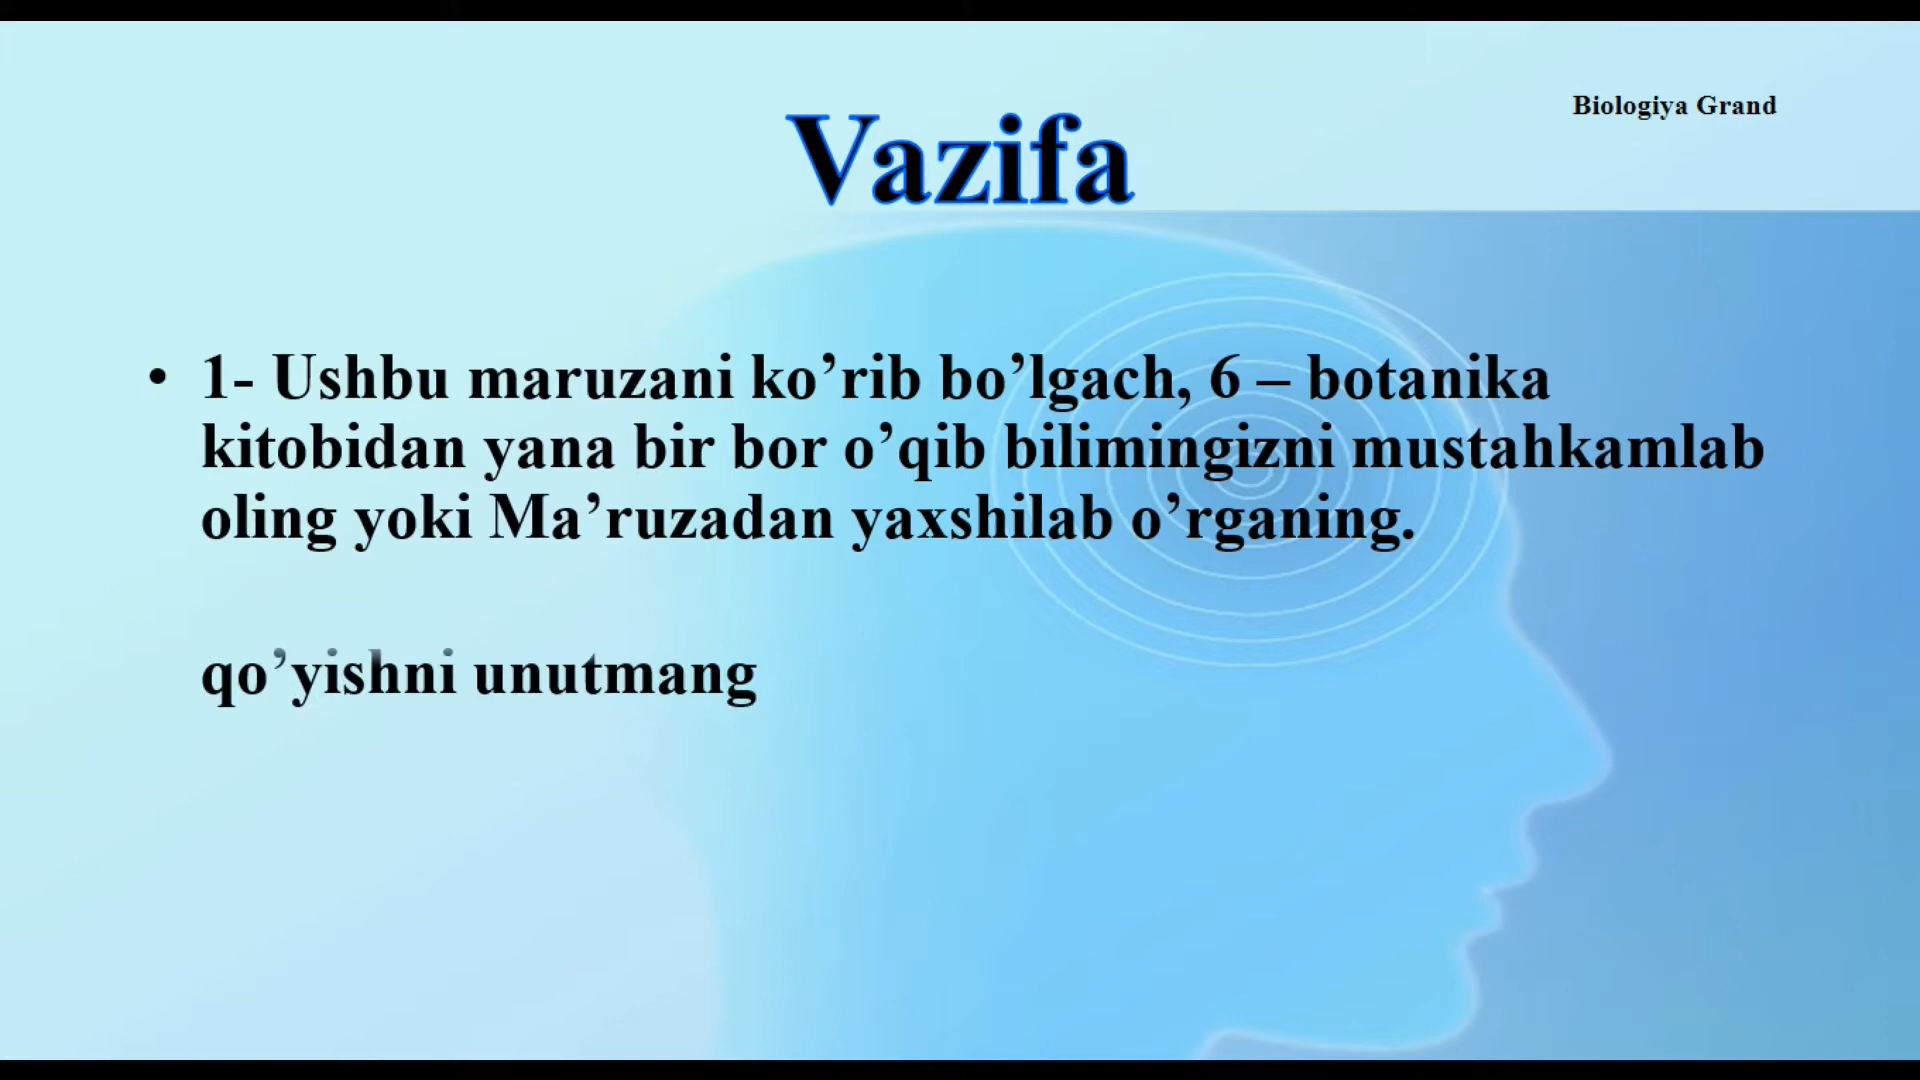 Biologiya Grand
Vazifa
• 1- Ushbu maruzani ko’rib bo’lgach, 6 – botanika
kitobidan yana bir bor o’qib bilimingizni mustahkamlab
oling yoki Ma’ruzadan yaxshilab o’rganing.
qo’yishni unutmang